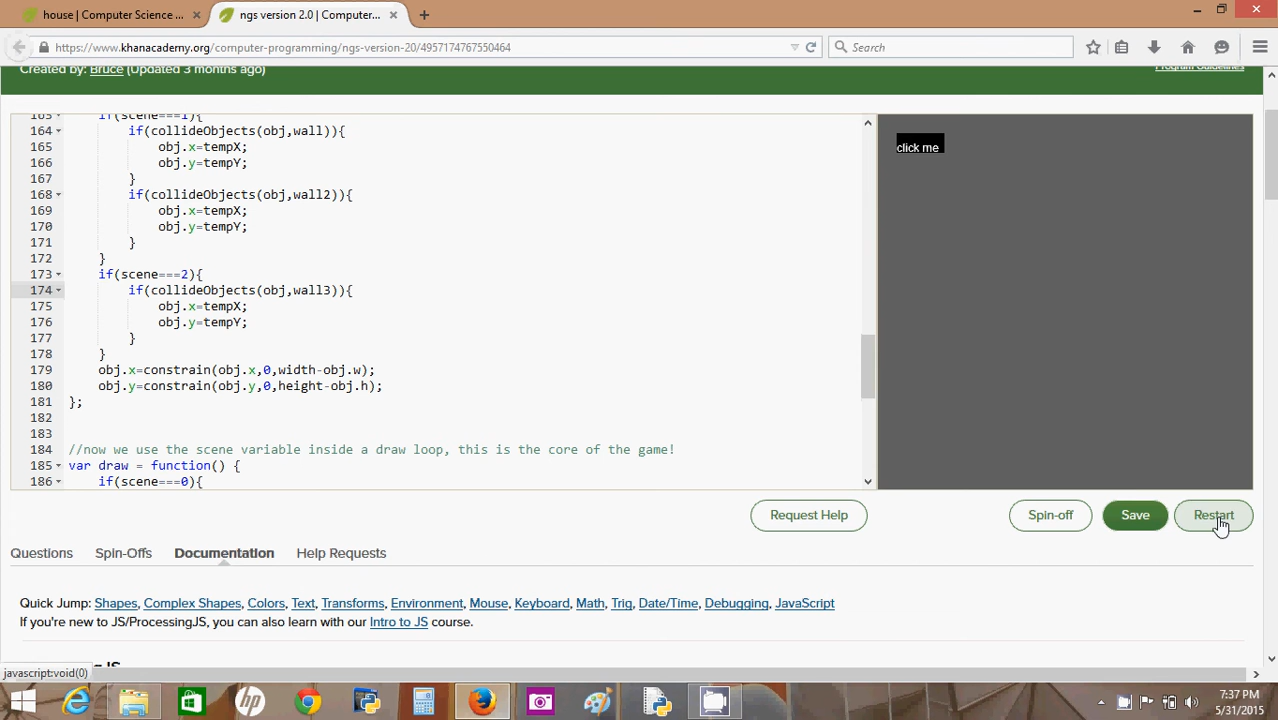 house | Computer Science ...
ngs version 2.0 | Computer...
https://www.khanacademy.org/computer-programming/ngs-version-20/4957174767550464
Search
Created by: Bruce (Updated 3 months ago)
Program Guidelines
163 if(scene===1){
164 if(collideObjects(obj,wall)){
165 obj.x=tempX;
166 obj.y=tempY;
167 }
168 if(collideObjects(obj,wall2)){
169 obj.x=tempX;
170 obj.y=tempY;
171 }
172 }
173 if(scene===2){
174 if(collideObjects(obj,wall3)){
175 obj.x=tempX;
176 obj.y=tempY;
177 }
178 }
179 obj.x=constrain(obj.x,0,width-obj.w);
180 obj.y=constrain(obj.y,0,height-obj.h);
181 };
182
183
184 //now we use the scene variable inside a draw loop, this is the core of the game!
185 var draw = function() {
186 if(scene===0){
click me
Request Help
Spin-off
Save
Restart
Questions
Spin-Offs
Documentation
Help Requests
Quick Jump: Shapes, Complex Shapes, Colors, Text, Transforms, Environment, Mouse, Keyboard, Math, Trig, Date/Time, Debugging, JavaScript
If you're new to JS/ProcessingJS, you can also learn with our Intro to JS course.
javascript:void(0)
7:37 PM
5/31/2015